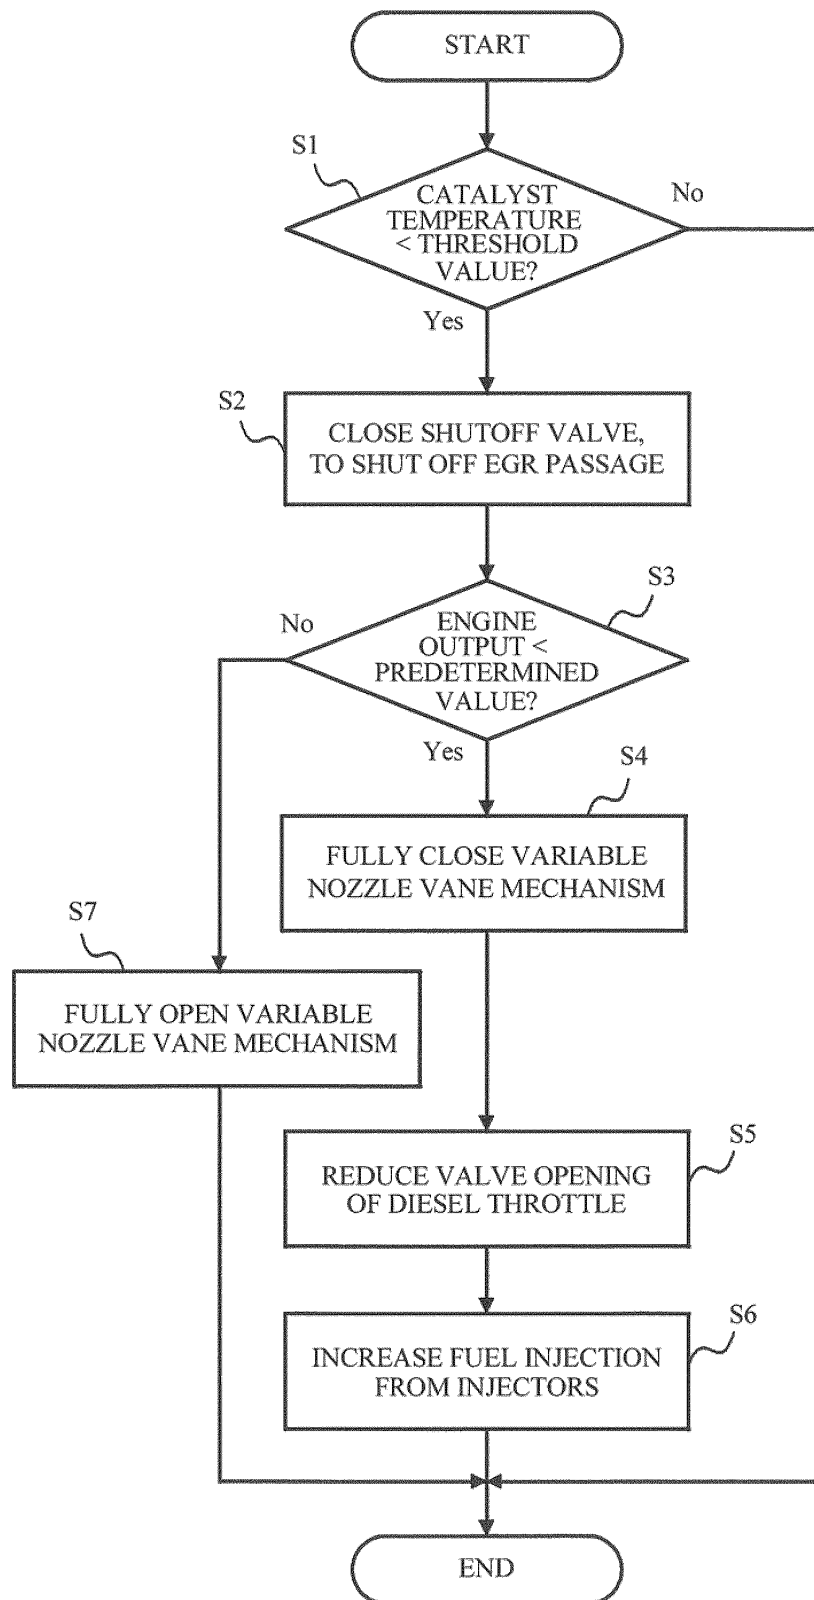 START
S1
CATALYST
TEMPERATURE
< THRESHOLD
VALUE?
No
Yes
S2
CLOSE SHUTOFF VALVE,
TO SHUT OFF EGR PASSAGE
S3
No
ENGINE
OUTPUT <
PREDETERMINED
VALUE?
Yes
S4
FULLY CLOSE VARIABLE
NOZZLE VANE MECHANISM
S7
FULLY OPEN VARIABLE
NOZZLE VANE MECHANISM
S5
REDUCE VALVE OPENING
OF DIESEL THROTTLE
S6
INCREASE FUEL INJECTION
FROM INJECTORS
END